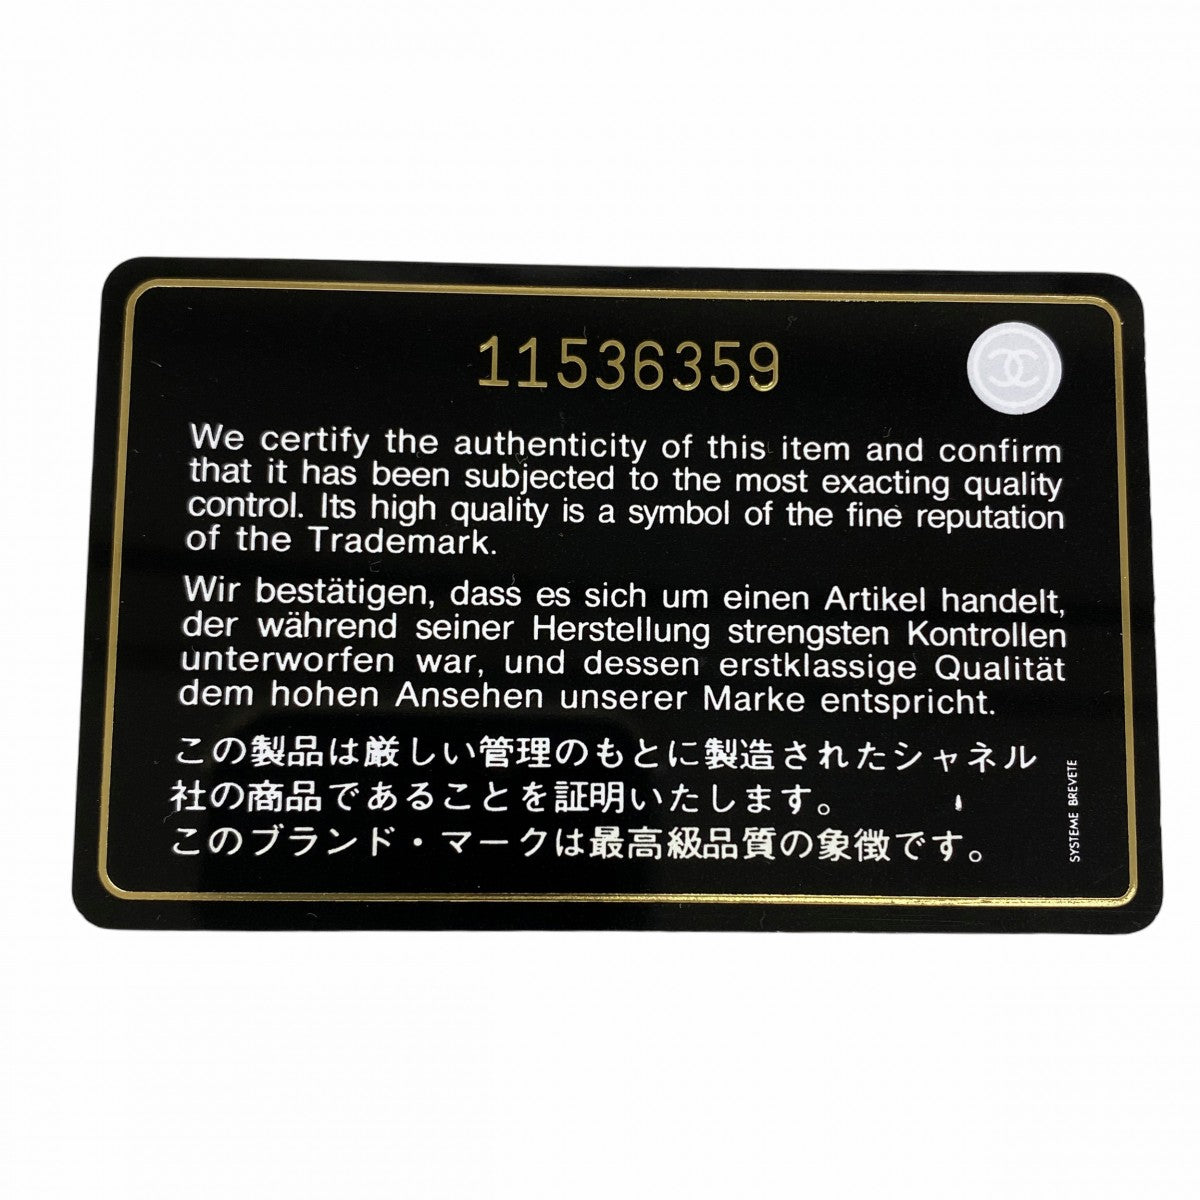 11536359
We certify the authenticity of this item and confirm
that it has been subjected to the most exacting quality
control. Its high quality is a symbol of the fine reputation
of the Trademark.
Wir bestätigen, dass es sich um einen Artikel handelt,
der während seiner Herstellung strengsten Kontrollen
unterworfen war, und dessen erstklassige Qualität
dem hohen Ansehen unserer Marke entspricht.
この製品は厳しい管理のもとに製造されたシャネル
社の商品であることを証明いたします。
このブランド・マークは最高級品質の象徴です。
SYSTEME BREVETE